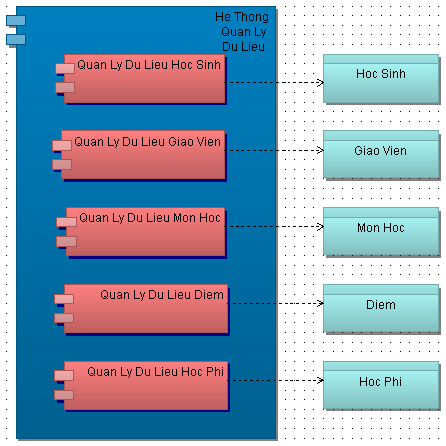 He Thong
Quan Ly
Du Lieu
Quan Ly Du Lieu Hoc Sinh
Hoc Sinh
Quan Ly Du Lieu Giao Vien
Giao Vien
Quan Ly Du Lieu Mon Hoc
Mon Hoc
Quan Ly Du Lieu Diem
Diem
Quan Ly Du Lieu Hoc Phi
Hoc Phi